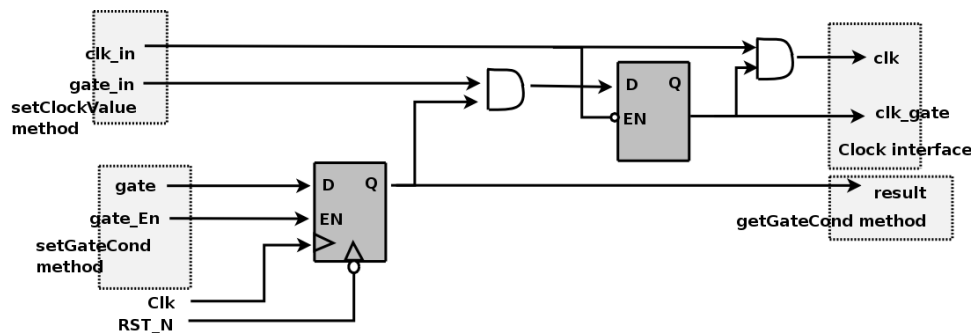 clk_in
gate_in
setClockValue
method
D
Q
EN
clk
clk_gate
Clock interface
gate
gate_En
setGateCond
method
D
Q
EN
result
getGateCond method
Clk
RST_N